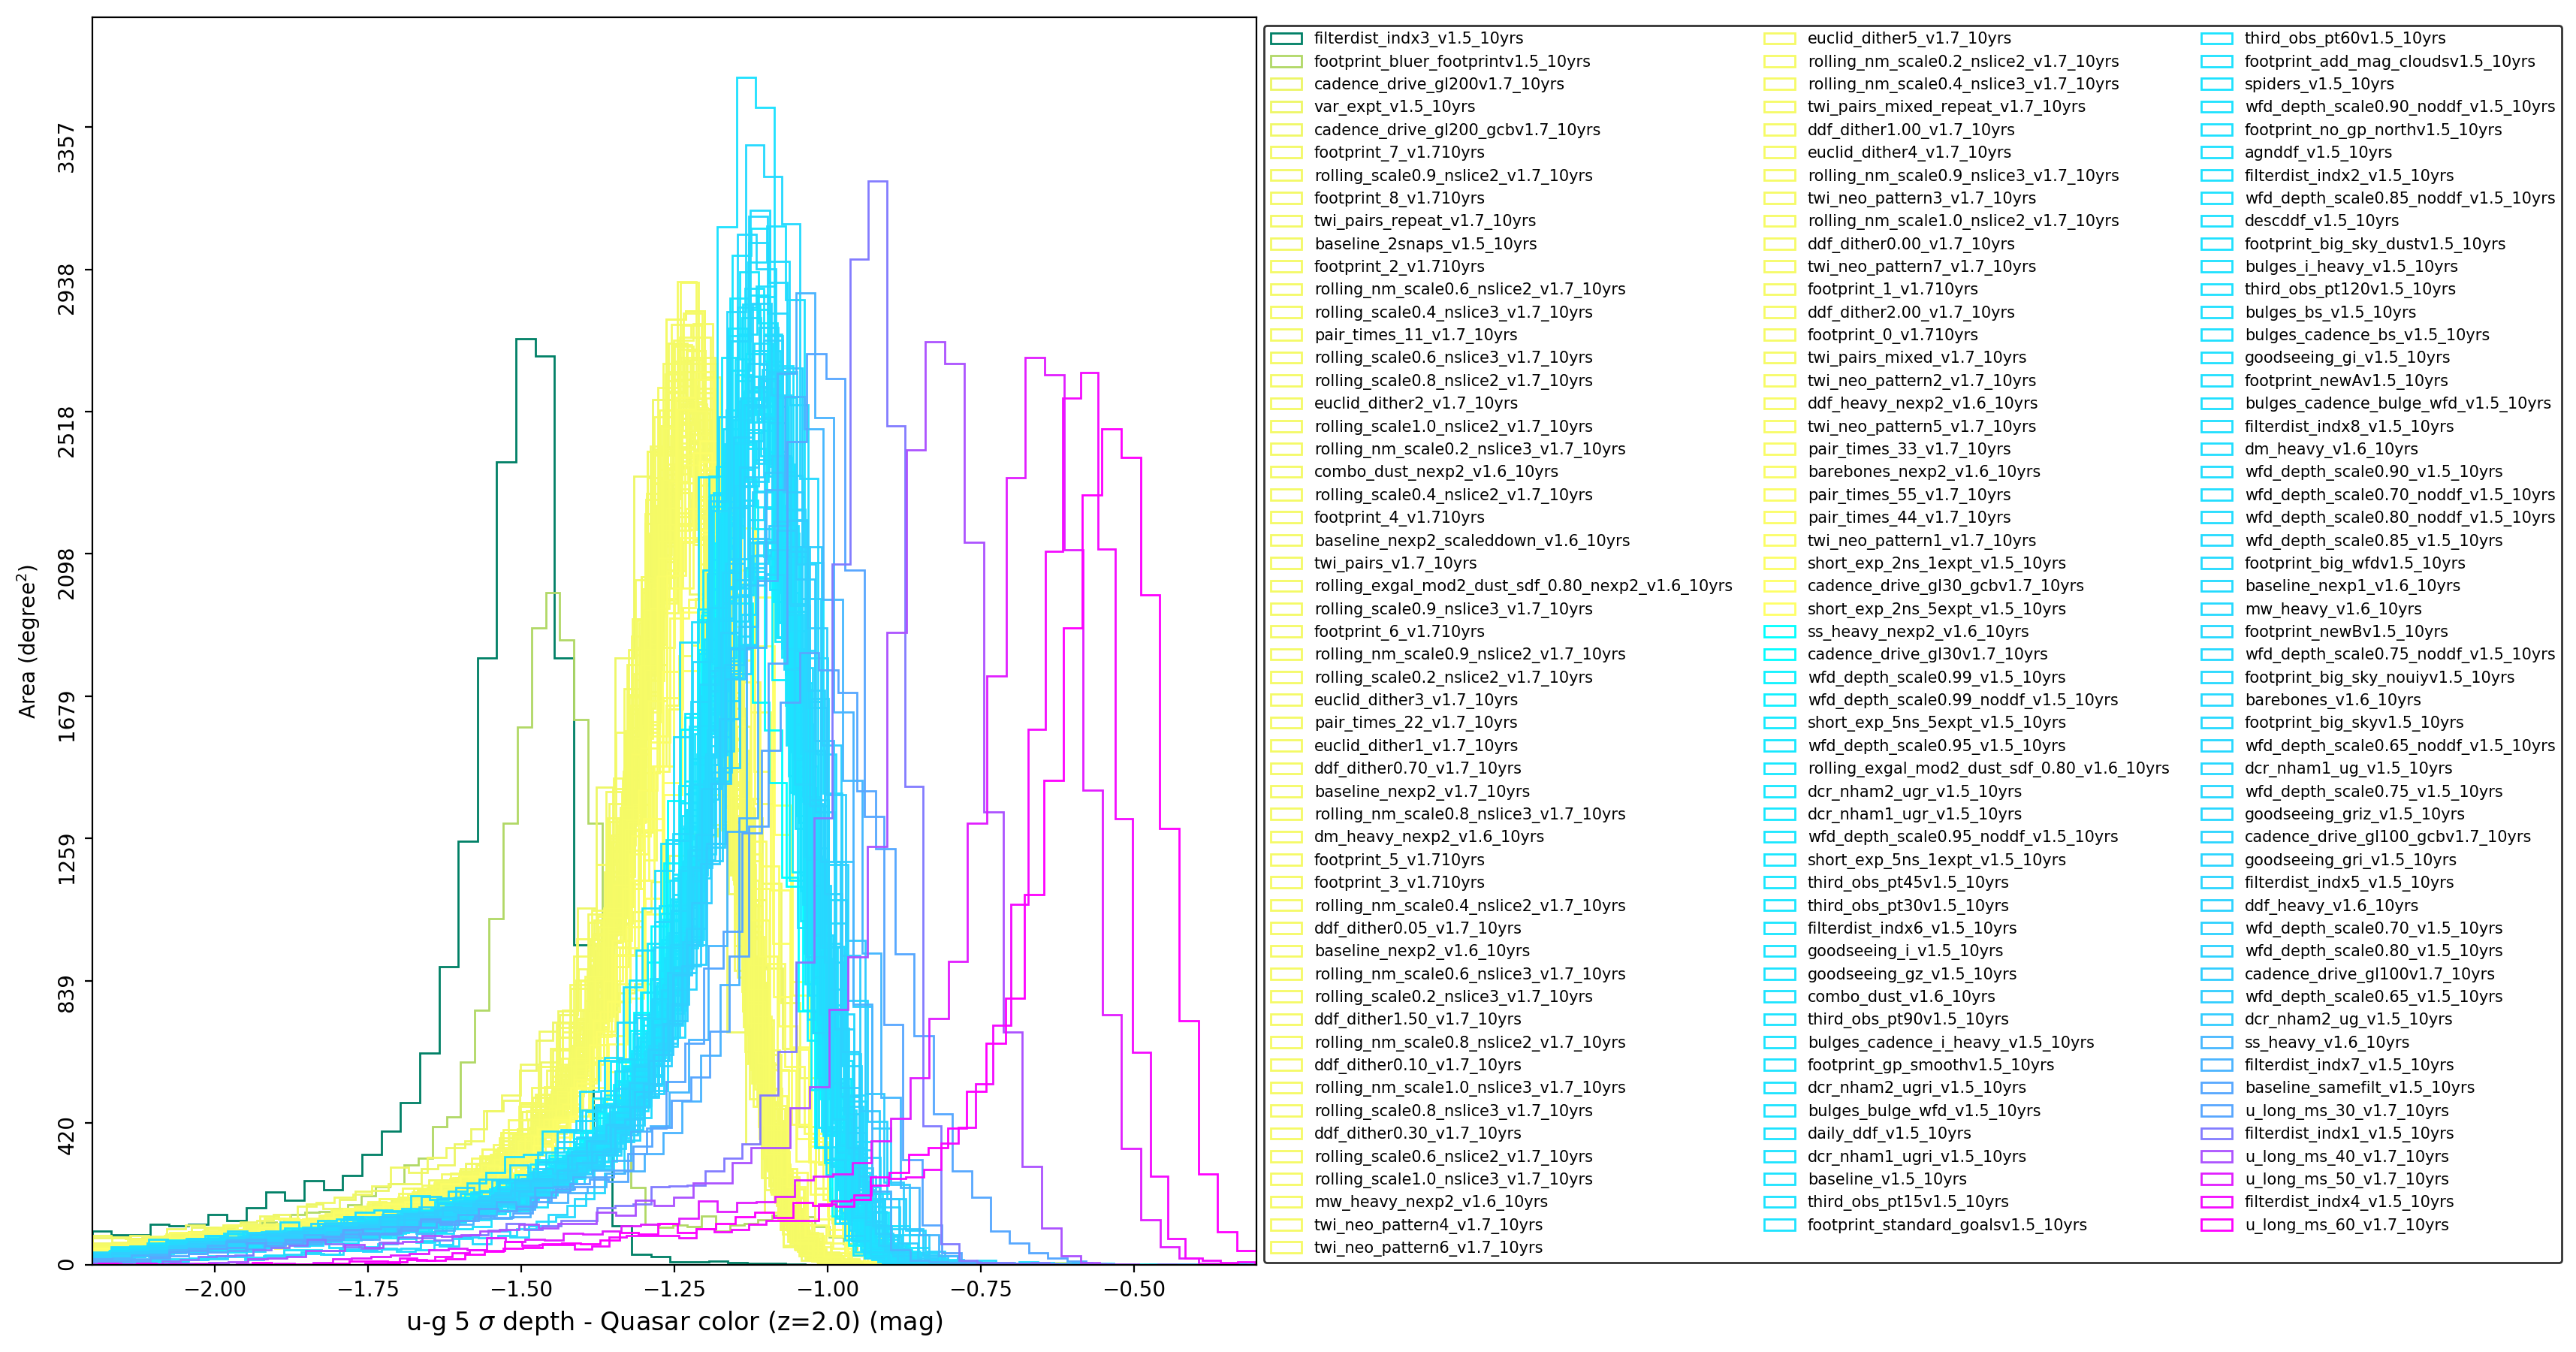 3357
2938
2518
2098
1679
1259
839
420
0
Area (degree²)
−2.00 −1.75 −1.50 −1.25 −1.00 −0.75 −0.50
u-g 5 σ depth - Quasar color (z=2.0) (mag)
filterdist_indx3_v1.5_10yrs
footprint_bluer_footprintv1.5_10yrs
cadence_drive_gl200v1.7_10yrs
var_expt_v1.5_10yrs
cadence_drive_gl200_gcbv1.7_10yrs
footprint_7_v1.710yrs
rolling_scale0.9_nslice2_v1.7_10yrs
footprint_8_v1.710yrs
twi_pairs_repeat_v1.7_10yrs
baseline_2snaps_v1.5_10yrs
footprint_2_v1.710yrs
rolling_nm_scale0.6_nslice2_v1.7_10yrs
rolling_scale0.4_nslice3_v1.7_10yrs
pair_times_11_v1.7_10yrs
rolling_scale0.6_nslice3_v1.7_10yrs
rolling_scale0.8_nslice2_v1.7_10yrs
euclid_dither2_v1.7_10yrs
rolling_scale1.0_nslice2_v1.7_10yrs
rolling_nm_scale0.2_nslice3_v1.7_10yrs
combo_dust_nexp2_v1.6_10yrs
rolling_scale0.4_nslice2_v1.7_10yrs
footprint_4_v1.710yrs
baseline_nexp2_scaleddown_v1.6_10yrs
twi_pairs_v1.7_10yrs
rolling_exgal_mod2_dust_sdf_0.80_nexp2_v1.6_10yrs
rolling_scale0.9_nslice3_v1.7_10yrs
footprint_6_v1.710yrs
rolling_nm_scale0.9_nslice2_v1.7_10yrs
rolling_scale0.2_nslice2_v1.7_10yrs
euclid_dither3_v1.7_10yrs
pair_times_22_v1.7_10yrs
euclid_dither1_v1.7_10yrs
ddf_dither0.70_v1.7_10yrs
baseline_nexp2_v1.7_10yrs
rolling_nm_scale0.8_nslice3_v1.7_10yrs
dm_heavy_nexp2_v1.6_10yrs
footprint_5_v1.710yrs
footprint_3_v1.710yrs
rolling_nm_scale0.4_nslice2_v1.7_10yrs
ddf_dither0.05_v1.7_10yrs
baseline_nexp2_v1.6_10yrs
rolling_nm_scale0.6_nslice3_v1.7_10yrs
rolling_scale0.2_nslice3_v1.7_10yrs
ddf_dither1.50_v1.7_10yrs
rolling_nm_scale0.8_nslice2_v1.7_10yrs
ddf_dither0.10_v1.7_10yrs
rolling_nm_scale1.0_nslice3_v1.7_10yrs
rolling_scale0.8_nslice3_v1.7_10yrs
ddf_dither0.30_v1.7_10yrs
rolling_scale0.6_nslice2_v1.7_10yrs
rolling_scale1.0_nslice3_v1.7_10yrs
mw_heavy_nexp2_v1.6_10yrs
twi_neo_pattern4_v1.7_10yrs
twi_neo_pattern6_v1.7_10yrs
euclid_dither5_v1.7_10yrs
rolling_nm_scale0.2_nslice2_v1.7_10yrs
rolling_nm_scale0.4_nslice3_v1.7_10yrs
twi_pairs_mixed_repeat_v1.7_10yrs
ddf_dither1.00_v1.7_10yrs
euclid_dither4_v1.7_10yrs
rolling_nm_scale0.9_nslice3_v1.7_10yrs
twi_neo_pattern3_v1.7_10yrs
rolling_nm_scale1.0_nslice2_v1.7_10yrs
ddf_dither0.00_v1.7_10yrs
twi_neo_pattern7_v1.7_10yrs
footprint_1_v1.710yrs
ddf_dither2.00_v1.7_10yrs
footprint_0_v1.710yrs
twi_pairs_mixed_v1.7_10yrs
twi_neo_pattern2_v1.7_10yrs
ddf_heavy_nexp2_v1.6_10yrs
twi_neo_pattern5_v1.7_10yrs
pair_times_33_v1.7_10yrs
barebones_nexp2_v1.6_10yrs
pair_times_55_v1.7_10yrs
pair_times_44_v1.7_10yrs
twi_neo_pattern1_v1.7_10yrs
short_exp_2ns_1expt_v1.5_10yrs
cadence_drive_gl30_gcbv1.7_10yrs
short_exp_2ns_5expt_v1.5_10yrs
ss_heavy_nexp2_v1.6_10yrs
cadence_drive_gl30v1.7_10yrs
wfd_depth_scale0.99_v1.5_10yrs
wfd_depth_scale0.99_noddf_v1.5_10yrs
short_exp_5ns_5expt_v1.5_10yrs
wfd_depth_scale0.95_v1.5_10yrs
rolling_exgal_mod2_dust_sdf_0.80_v1.6_10yrs
dcr_nham2_ugr_v1.5_10yrs
dcr_nham1_ugr_v1.5_10yrs
wfd_depth_scale0.95_noddf_v1.5_10yrs
short_exp_5ns_1expt_v1.5_10yrs
third_obs_pt45v1.5_10yrs
third_obs_pt30v1.5_10yrs
filterdist_indx6_v1.5_10yrs
goodseeing_i_v1.5_10yrs
goodseeing_gz_v1.5_10yrs
combo_dust_v1.6_10yrs
third_obs_pt90v1.5_10yrs
bulges_cadence_i_heavy_v1.5_10yrs
footprint_gp_smoothv1.5_10yrs
dcr_nham2_ugri_v1.5_10yrs
bulges_bulge_wfd_v1.5_10yrs
daily_ddf_v1.5_10yrs
dcr_nham1_ugri_v1.5_10yrs
baseline_v1.5_10yrs
third_obs_pt15v1.5_10yrs
footprint_standard_goalsv1.5_10yrs
third_obs_pt60v1.5_10yrs
footprint_add_mag_cloudsv1.5_10yrs
spiders_v1.5_10yrs
wfd_depth_scale0.90_noddf_v1.5_10yrs
footprint_no_gp_northv1.5_10yrs
agnddf_v1.5_10yrs
filterdist_indx2_v1.5_10yrs
wfd_depth_scale0.85_noddf_v1.5_10yrs
descddf_v1.5_10yrs
footprint_big_sky_dustv1.5_10yrs
bulges_i_heavy_v1.5_10yrs
third_obs_pt120v1.5_10yrs
bulges_bs_v1.5_10yrs
bulges_cadence_bs_v1.5_10yrs
goodseeing_gi_v1.5_10yrs
footprint_newAv1.5_10yrs
bulges_cadence_bulge_wfd_v1.5_10yrs
filterdist_indx8_v1.5_10yrs
dm_heavy_v1.6_10yrs
wfd_depth_scale0.90_v1.5_10yrs
wfd_depth_scale0.70_noddf_v1.5_10yrs
wfd_depth_scale0.80_noddf_v1.5_10yrs
wfd_depth_scale0.85_v1.5_10yrs
footprint_big_wfdv1.5_10yrs
baseline_nexp1_v1.6_10yrs
mw_heavy_v1.6_10yrs
footprint_newBv1.5_10yrs
wfd_depth_scale0.75_noddf_v1.5_10yrs
footprint_big_sky_nouiyv1.5_10yrs
barebones_v1.6_10yrs
footprint_big_skyv1.5_10yrs
wfd_depth_scale0.65_noddf_v1.5_10yrs
dcr_nham1_ug_v1.5_10yrs
wfd_depth_scale0.75_v1.5_10yrs
goodseeing_griz_v1.5_10yrs
cadence_drive_gl100_gcbv1.7_10yrs
goodseeing_gri_v1.5_10yrs
filterdist_indx5_v1.5_10yrs
ddf_heavy_v1.6_10yrs
wfd_depth_scale0.70_v1.5_10yrs
wfd_depth_scale0.80_v1.5_10yrs
cadence_drive_gl100v1.7_10yrs
wfd_depth_scale0.65_v1.5_10yrs
dcr_nham2_ug_v1.5_10yrs
ss_heavy_v1.6_10yrs
filterdist_indx7_v1.5_10yrs
baseline_samefilt_v1.5_10yrs
u_long_ms_30_v1.7_10yrs
filterdist_indx1_v1.5_10yrs
u_long_ms_40_v1.7_10yrs
u_long_ms_50_v1.7_10yrs
filterdist_indx4_v1.5_10yrs
u_long_ms_60_v1.7_10yrs